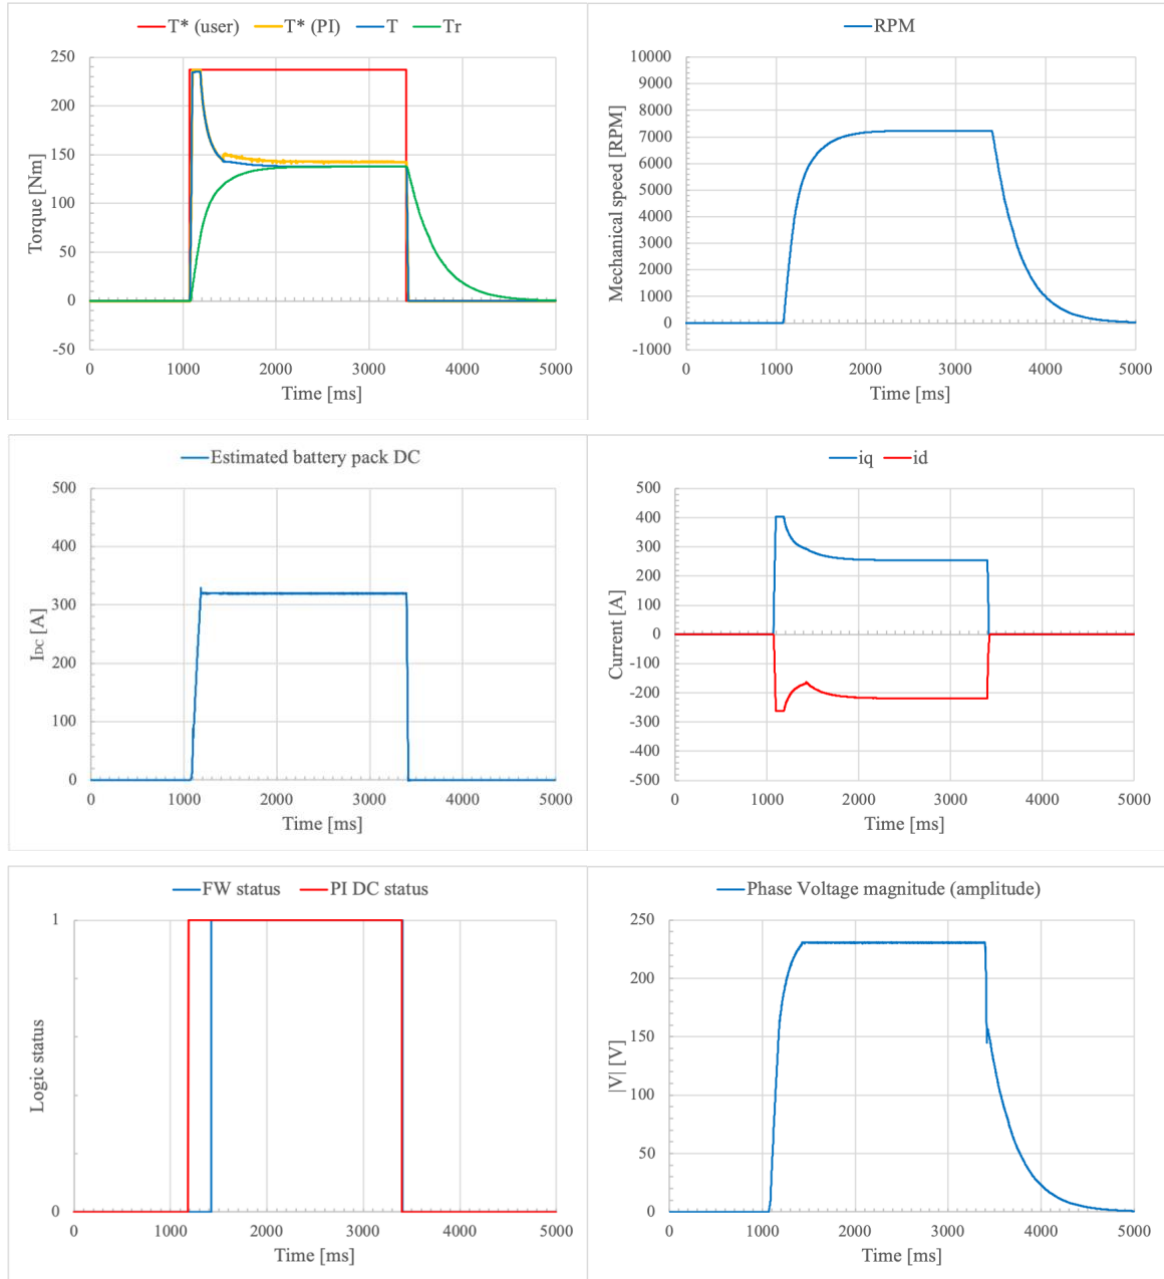 T* (user) T* (PI) T Tr
250
200
150
100
50
0
-50
Torque [Nm]
0 1000 2000 3000 4000 5000
Time [ms]
RPM
10000
9000
8000
7000
6000
5000
4000
3000
2000
1000
0
-1000
Mechanical speed [RPM]
0 1000 2000 3000 4000 5000
Time [ms]
Estimated battery pack DC
500
400
300
200
100
0
IDC [A]
0 1000 2000 3000 4000 5000
Time [ms]
iq id
500
400
300
200
100
0
-100
-200
-300
-400
-500
Current [A]
0 1000 2000 3000 4000 5000
Time [ms]
FW status PI DC status
1
0
Logic status
0 1000 2000 3000 4000 5000
Time [ms]
Phase Voltage magnitude (amplitude)
250
200
150
100
50
0
|V| [V]
0 1000 2000 3000 4000 5000
Time [ms]